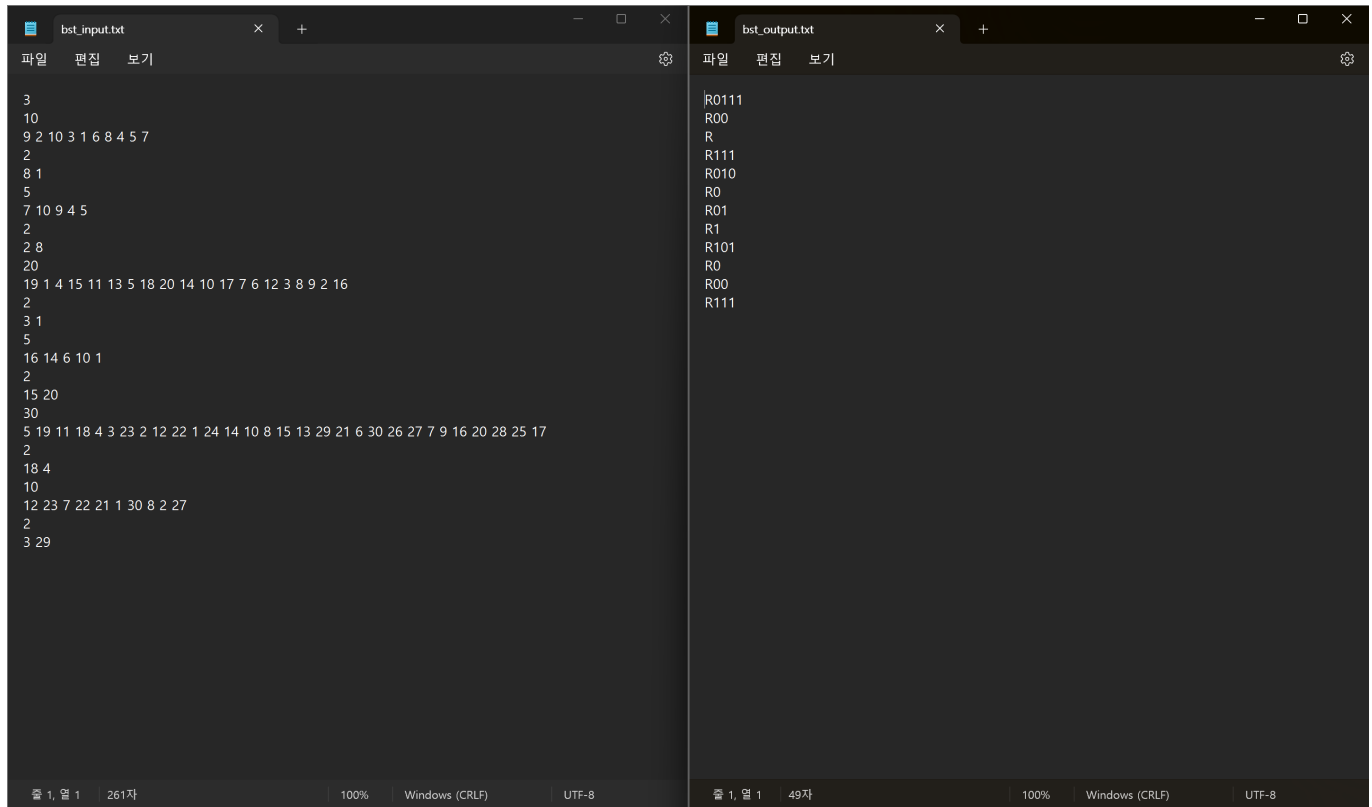 bst_input.txt
파일 편집 보기
3
10
9 2 10 3 1 6 8 4 5 7
2
8 1
5
7 10 9 4 5
2
2 8
20
19 1 4 15 11 13 5 18 20 14 10 17 7 6 12 3 8 9 2 16
2
3 1
5
16 14 6 10 1
2
15 20
30
5 19 11 18 4 3 23 2 12 22 1 24 14 10 8 15 13 29 21 6 30 26 27 7 9 16 20 28 25 17
2
18 4
10
12 23 7 22 21 1 30 8 2 27
2
3 29
줄 1, 열 1 261자 100% Windows (CRLF) UTF-8
bst_output.txt
파일 편집 보기
R0111
R00
R
R111
R010
R0
R01
R1
R101
R0
R00
R111
줄 1, 열 1 49자 100% Windows (CRLF) UTF-8